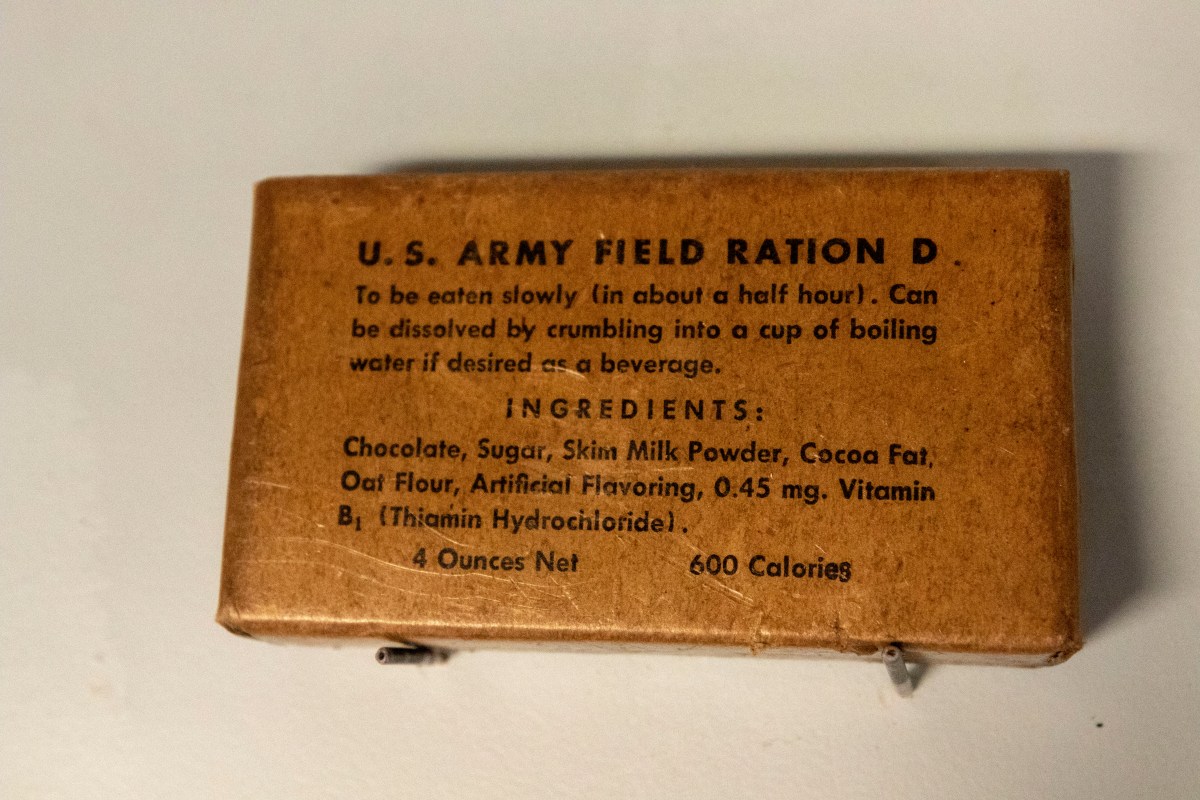 U. S. ARMY FIELD RATION D .
To be eaten slowly (in about a half hour). Can
be dissolved by crumbling into a cup of boiling
water if desired as a beverage.
INGREDIENTS:
Chocolate, Sugar, Skim Milk Powder, Cocoa Fat,
Oat Flour, Artificial Flavoring, 0.45 mg. Vitamin
B₁ (Thiamin Hydrochloride).
4 Ounces Net 600 Calories